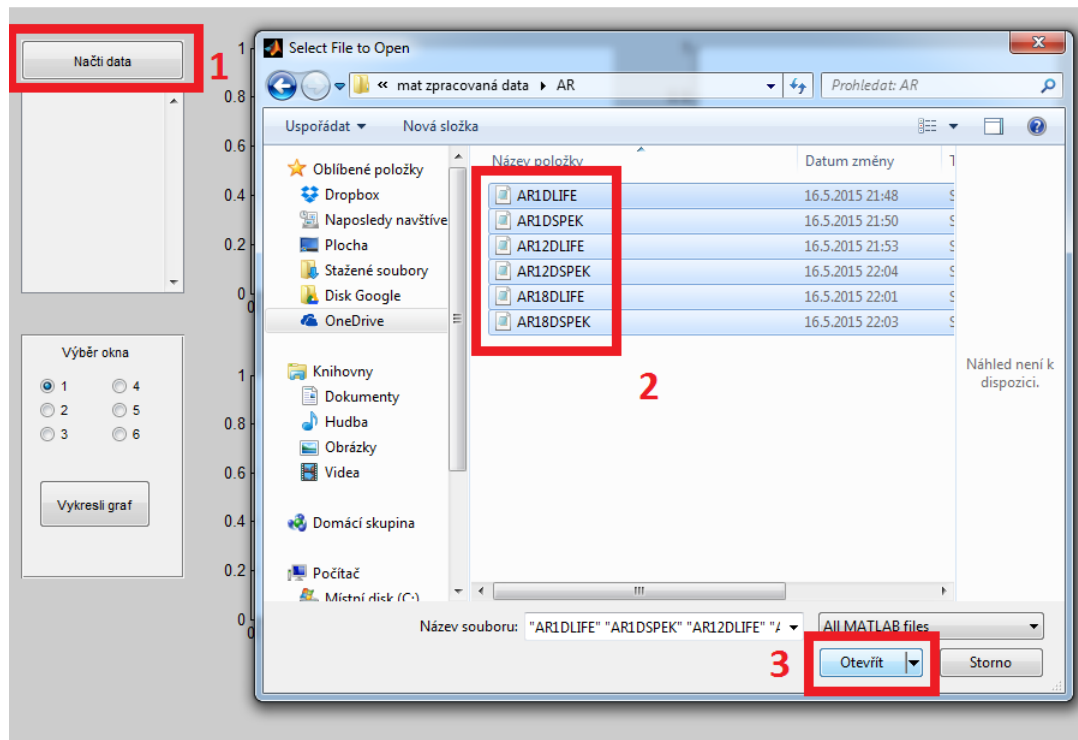 Načti data
1
Výběr okna
1 4
2 5
3 6
Vykresli graf
1
0.8
0.6
0.4
0.2
0
0
1
0.8
0.6
0.4
0.2
0
0
Select File to Open
« mat zpracovaná data AR
Prohledat: AR
Uspořádat Nová složka
Oblíbené položky
Dropbox
Naposledy navštíve
Plocha
Stažené soubory
Disk Google
OneDrive
Knihovny
Dokumenty
Hudba
Obrázky
Videa
Domácí skupina
Počítač
Místní disk (C:)
Název položky Datum změny T
AR1DLIFE 16.5.2015 21:48 S
AR1DSPEK 16.5.2015 21:50 S
AR12DLIFE 16.5.2015 21:53 S
AR12DSPEK 16.5.2015 22:04 S
AR18DLIFE 16.5.2015 22:01 S
AR18DSPEK 16.5.2015 22:03 S
2
Náhled není k
dispozici.
Název souboru: "AR1DLIFE" "AR1DSPEK" "AR12DLIFE" "A
All MATLAB files
3
Otevřít Storno